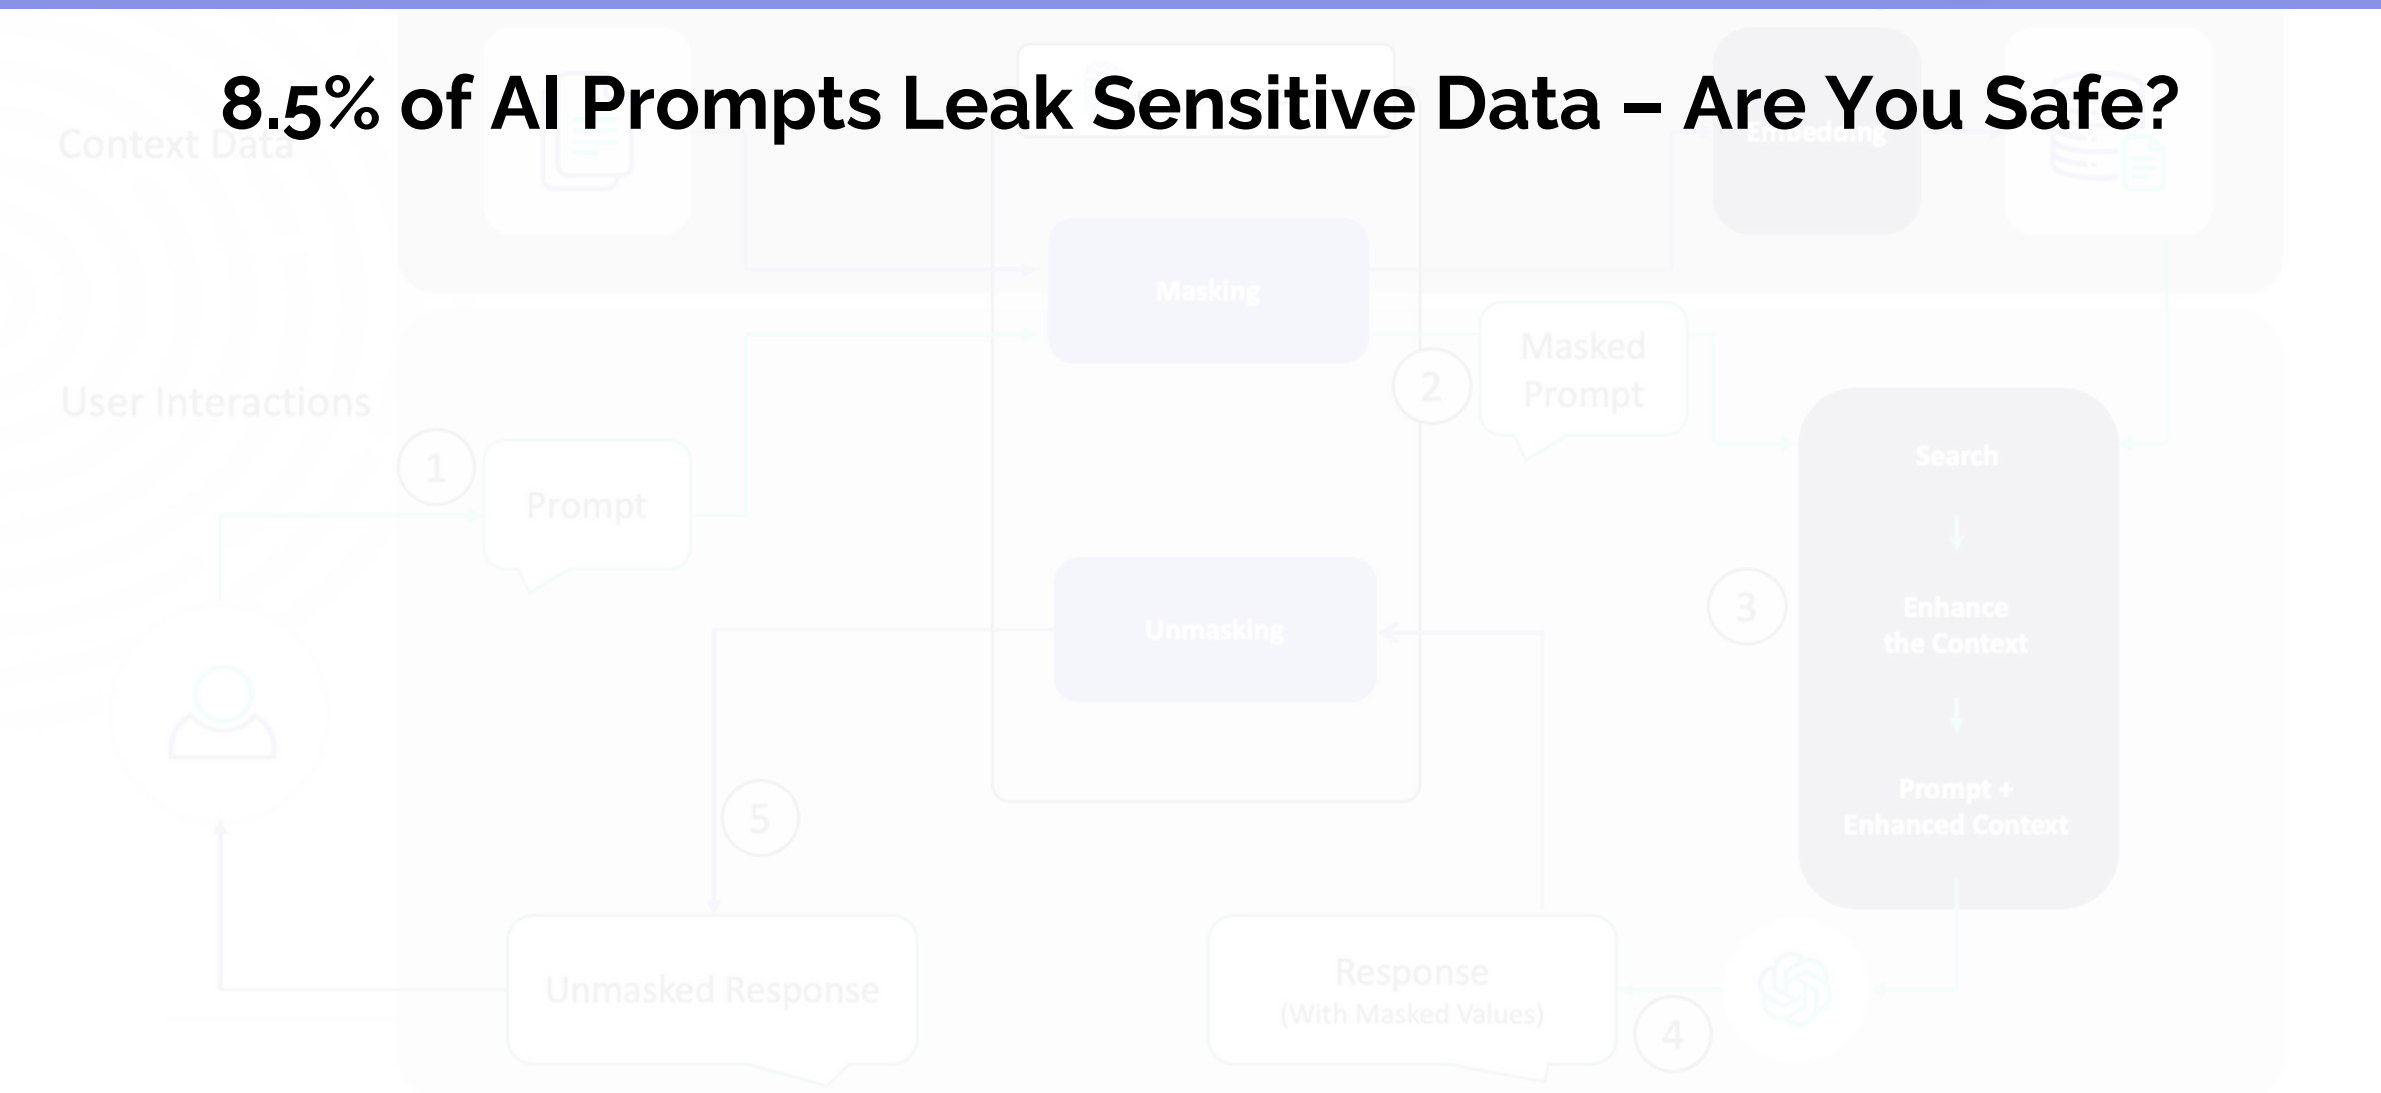 8.5% of AI Prompts Leak Sensitive Data – Are You Safe?
Context Data
Embedding
Masking
Masked
Prompt
2
User Interactions
1
Prompt
Search
Enhance
the Context
3
Unmasking
Prompt +
Enhanced Context
5
Unmasked Response
Response
(With Masked Values)
4